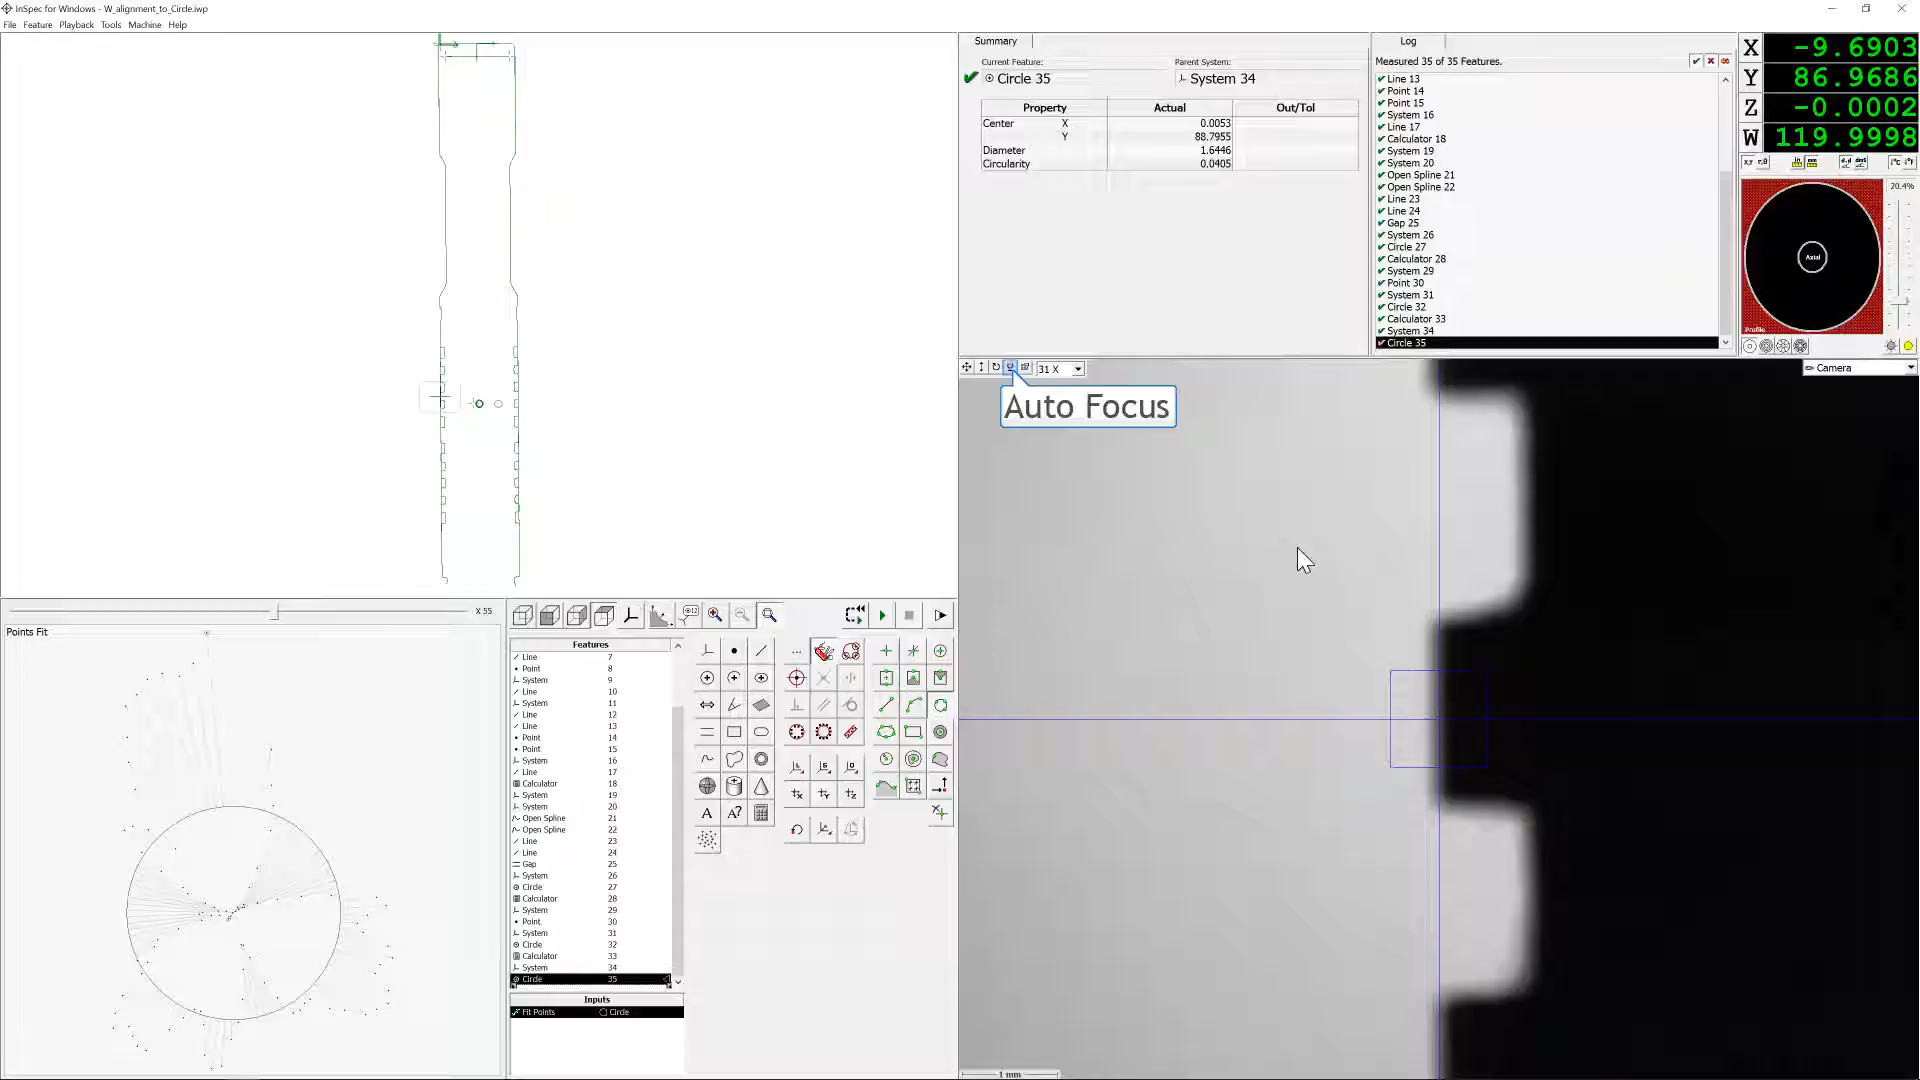 InSpec for Windows - W_alignment_to_Circle.iwp
File Feature Playback Tools Machine Help
Summary
Current Feature:
Parent System:
Circle 35
System 34
Property Actual Out/Tol
Center X 0.0053
Y 88.7955
Diameter 1.6446
Circularity 0.0405
Log
Measured 35 of 35 Features.
Line 13
Point 14
Point 15
System 16
Line 17
Calculator 18
System 19
System 20
Open Spline 21
Open Spline 22
Line 23
Line 24
Gap 25
System 26
Circle 27
Calculator 28
System 29
Point 30
System 31
Circle 32
Calculator 33
System 34
Circle 35
X -9.6903
Y 86.9686
Z -0.0002
W 119.9998
20.4%
Axial
Profile
31 X
Camera
Auto Focus
1 mm
X 55
Points Fit
Features
Line 7
Point 8
System 9
Line 10
System 11
Line 12
Line 13
Point 14
Point 15
System 16
Line 17
Calculator 18
System 19
System 20
Open Spline 21
Open Spline 22
Line 23
Line 24
Gap 25
System 26
Circle 27
Calculator 28
System 29
Point 30
System 31
Circle 32
Calculator 33
System 34
Circle 35
Inputs
Fit Points Circle